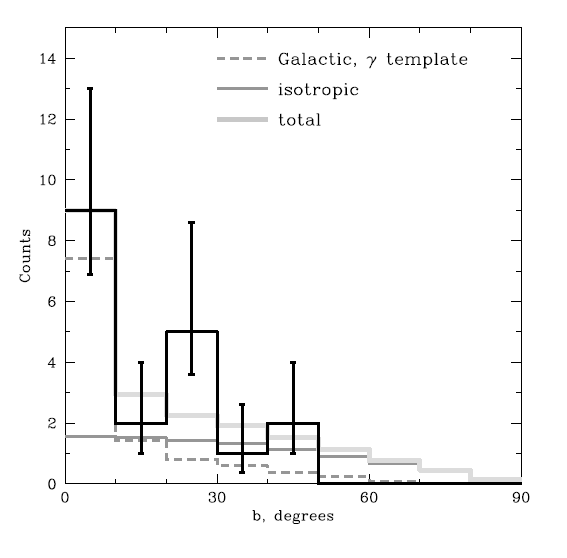 Galactic, γ template
isotropic
total
14
12
10
8
6
4
2
0
Counts
0 30 60 90
b, degrees